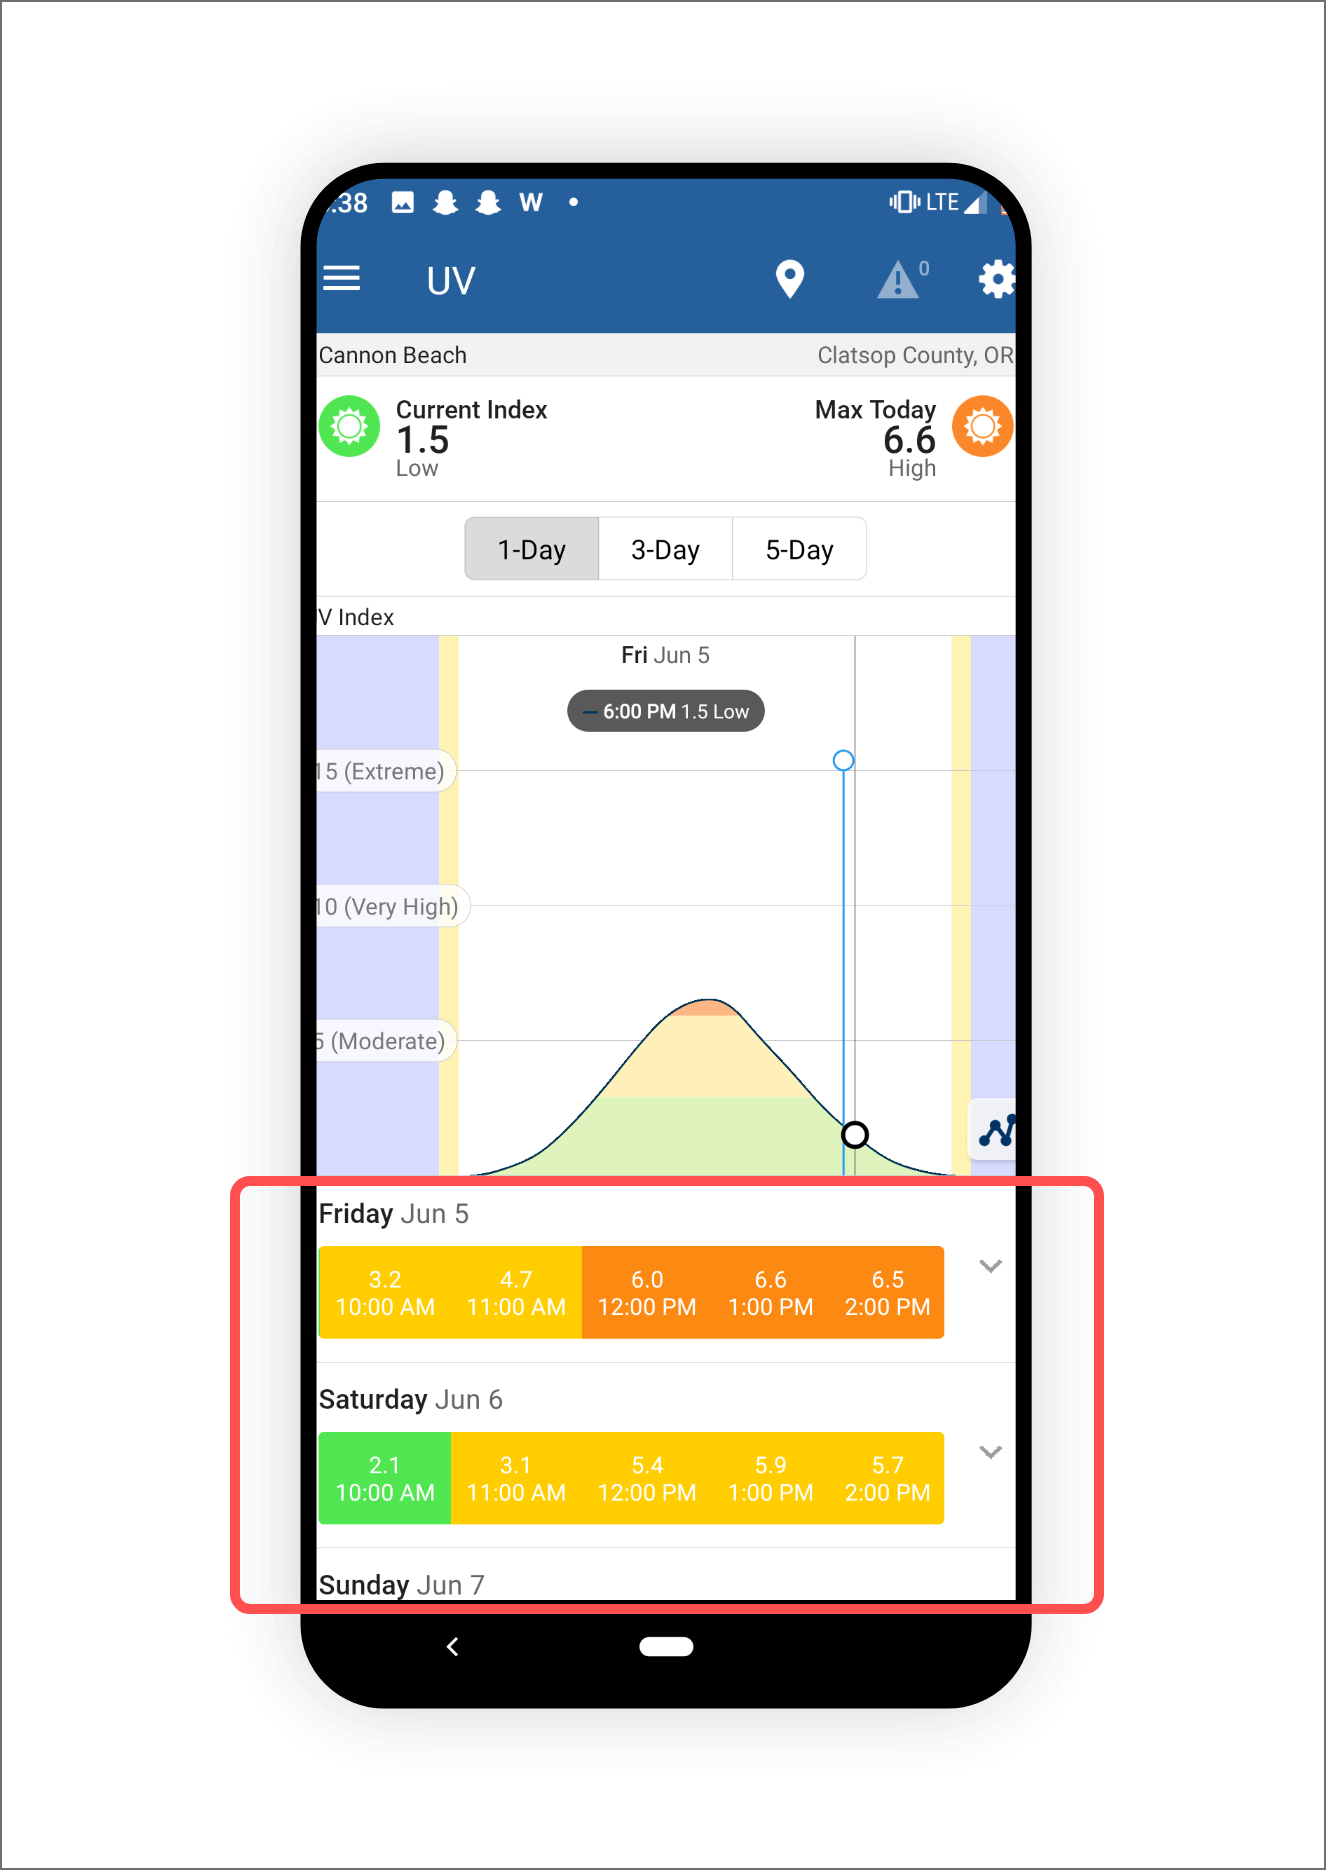 :38 W LTE
UV 0
Cannon Beach Clatsop County, OR
Current Index Max Today
1.5 6.6
Low High
1-Day 3-Day 5-Day
V Index
Fri Jun 5
6:00 PM 1.5 Low
15 (Extreme)
10 (Very High)
5 (Moderate)
Friday Jun 5
3.2 4.7 6.0 6.6 6.5
10:00 AM 11:00 AM 12:00 PM 1:00 PM 2:00 PM
Saturday Jun 6
2.1 3.1 5.4 5.9 5.7
10:00 AM 11:00 AM 12:00 PM 1:00 PM 2:00 PM
Sunday Jun 7